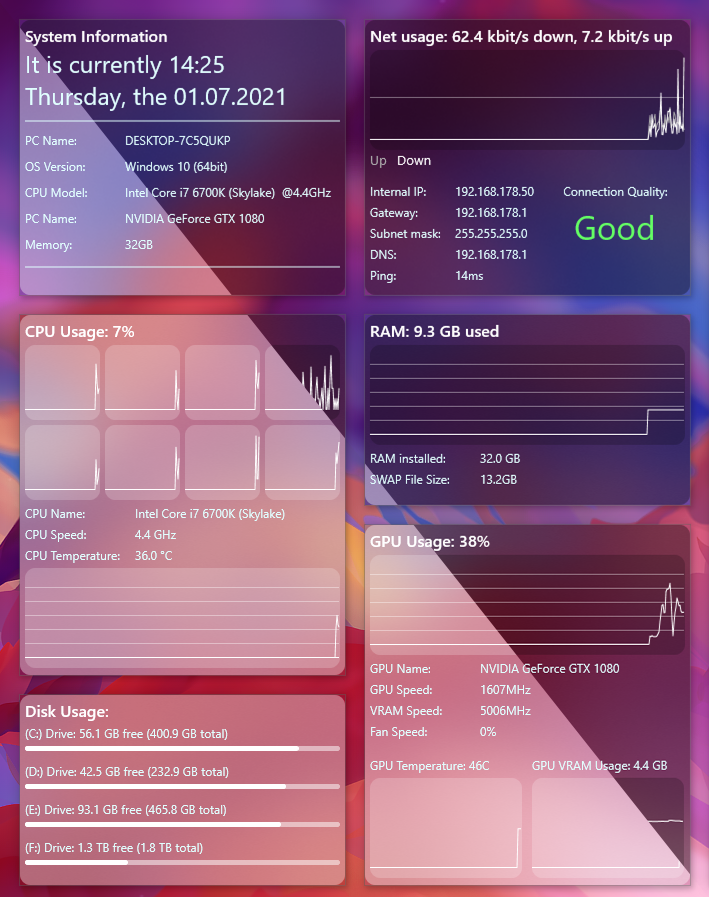 System Information
It is currently 14:25
Thursday, the 01.07.2021
PC Name: DESKTOP-7C5QUKP
OS Version: Windows 10 (64bit)
CPU Model: Intel Core i7 6700K (Skylake) @4.4GHz
PC Name: NVIDIA GeForce GTX 1080
Memory: 32GB
Net usage: 62.4 kbit/s down, 7.2 kbit/s up
Up Down
Internal IP: 192.168.178.50
Gateway: 192.168.178.1
Subnet mask: 255.255.255.0
DNS: 192.168.178.1
Ping: 14ms
Connection Quality:
Good
CPU Usage: 7%
CPU Name: Intel Core i7 6700K (Skylake)
CPU Speed: 4.4 GHz
CPU Temperature: 36.0 °C
RAM: 9.3 GB used
RAM installed: 32.0 GB
SWAP File Size: 13.2GB
GPU Usage: 38%
GPU Name: NVIDIA GeForce GTX 1080
GPU Speed: 1607MHz
VRAM Speed: 5006MHz
Fan Speed: 0%
GPU Temperature: 46C
GPU VRAM Usage: 4.4 GB
Disk Usage:
(C:) Drive: 56.1 GB free (400.9 GB total)
(D:) Drive: 42.5 GB free (232.9 GB total)
(E:) Drive: 93.1 GB free (465.8 GB total)
(F:) Drive: 1.3 TB free (1.8 TB total)